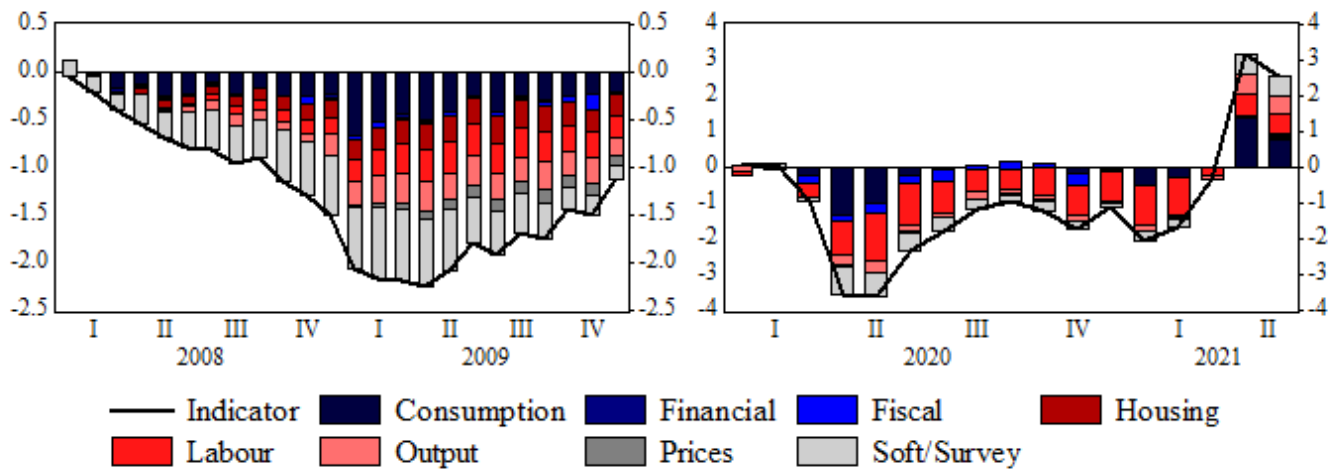 0.5 0.5 4 4
3 3
0.0 0.0 2 2
-0.5 -0.5 1 1
0 0
-1.0 -1.0 -1 -1
-1.5 -1.5 -2 -2
-2.0 -2.0 -3 -3
-2.5 -2.5 -4 -4
I II III IV I II III IV I II III IV I II
2008 2009 2020 2021
Indicator Consumption Financial Fiscal Housing
Labour Output Prices Soft/Survey